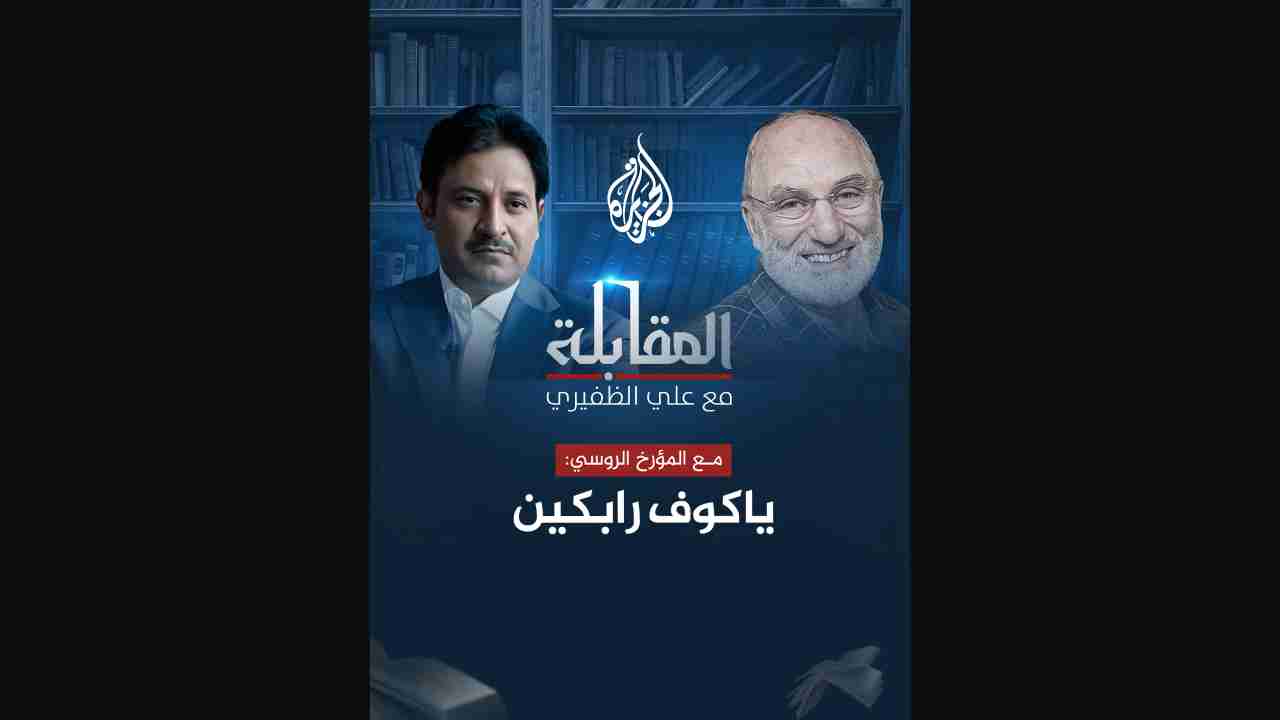 الجزيرة
المقابلة
مع علي الظفيري
مـع المؤرخ الروسي:
ياكوف رابكين